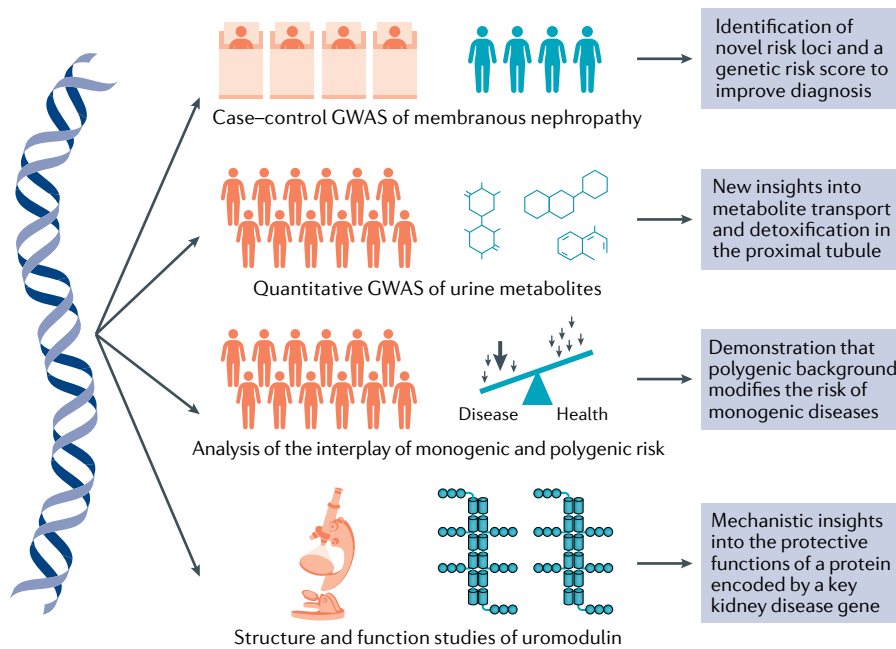 Identification of
novel risk loci and a
genetic risk score to
improve diagnosis
Case–control GWAS of membranous nephropathy
New insights into
metabolite transport
and detoxification in
the proximal tubule
Quantitative GWAS of urine metabolites
Demonstration that
polygenic background
modifies the risk of
monogenic diseases
Disease
Health
Analysis of the interplay of monogenic and polygenic risk
Mechanistic insights
into the protective
functions of a protein
encoded by a key
kidney disease gene
Structure and function studies of uromodulin